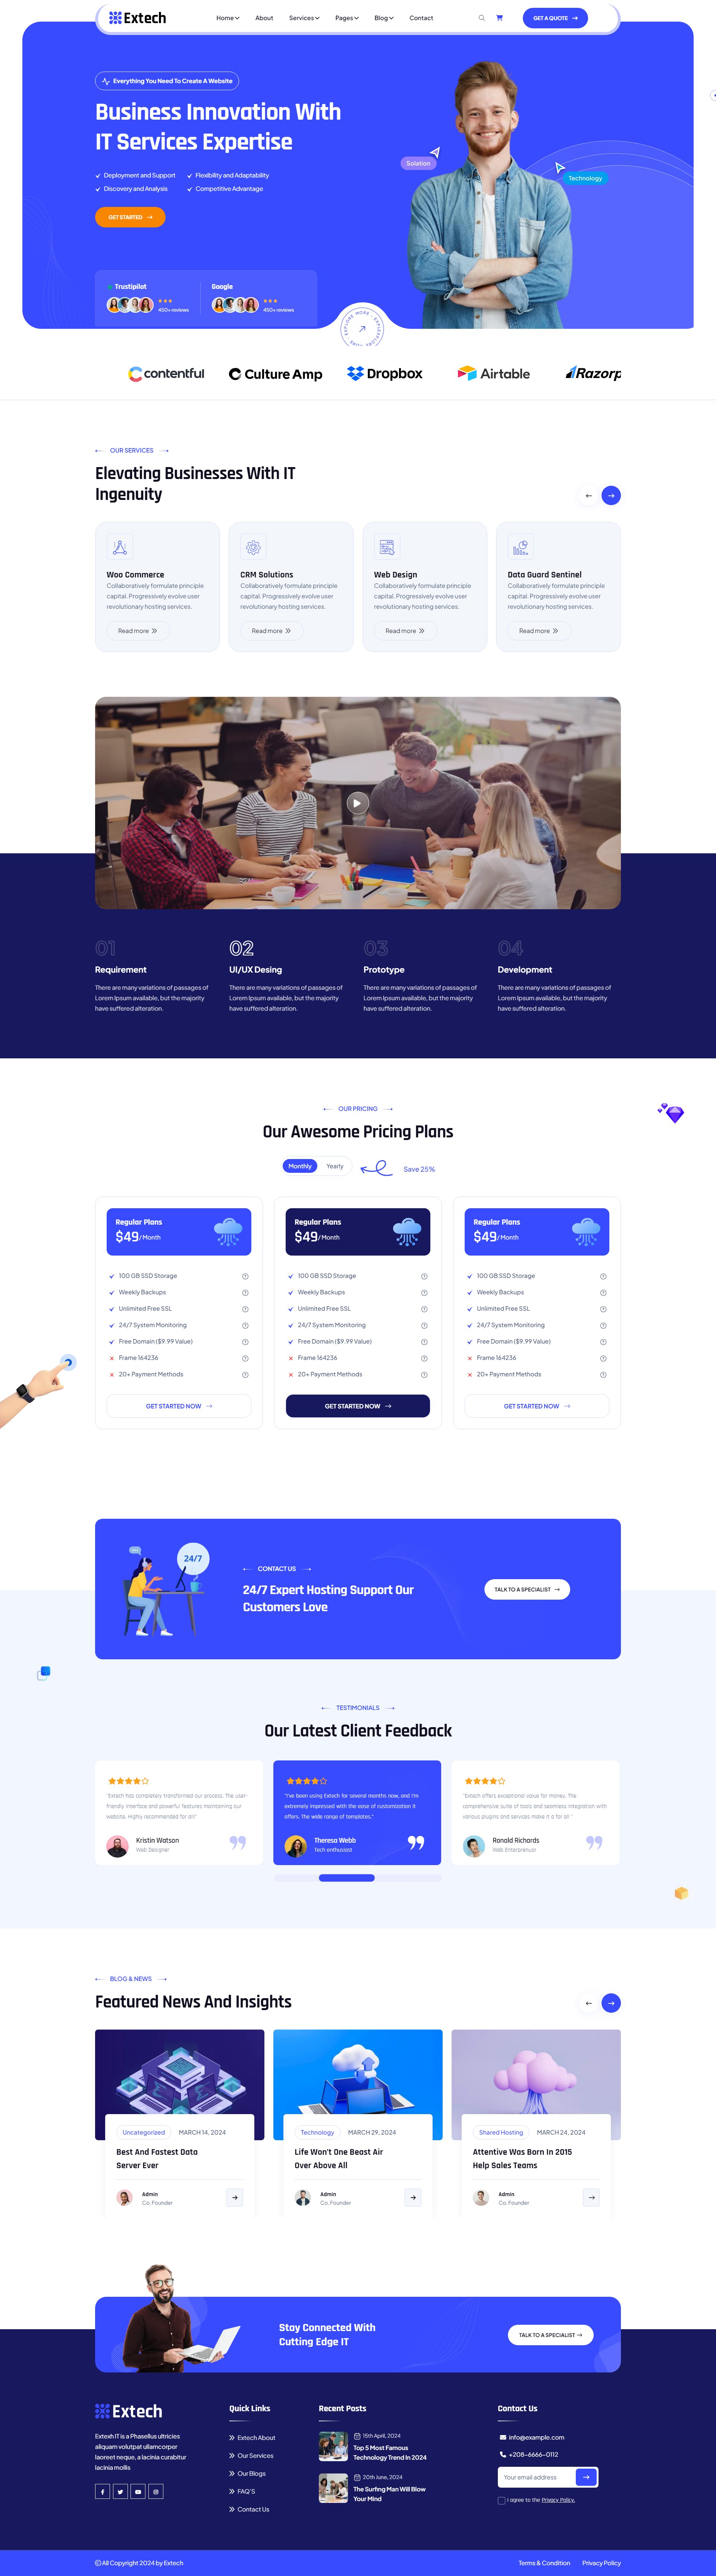 Extech
Home About Services Pages Blog Contact
GET A QUOTE
Everything You Need To Create A Website
Business Innovation With
IT Services Expertise
Deployment and Support Flexibility and Adaptability
Discovery and Analysis Competitive Advantage
GET STARTED
Solation
Technology
Trustipilot
450+ reviews
Google
450+ reviews
Contentful Culture Amp Dropbox Airtable Razorp
OUR SERVICES
Elevating Businesses With IT
Ingenuity
Woo Commerce
Collaboratively formulate principle
capital. Progressively evolve user
revolutionary hosting services.
Read more
CRM Solutions
Collaboratively formulate principle
capital. Progressively evolve user
revolutionary hosting services.
Read more
Web Design
Collaboratively formulate principle
capital. Progressively evolve user
revolutionary hosting services.
Read more
Data Guard Sentinel
Collaboratively formulate principle
capital. Progressively evolve user
revolutionary hosting services.
Read more
01
Requirement
There are many variations of passages of
Lorem Ipsum available, but the majority
have suffered alteration.
02
UI/UX Desing
There are many variations of passages of
Lorem Ipsum available, but the majority
have suffered alteration.
03
Prototype
There are many variations of passages of
Lorem Ipsum available, but the majority
have suffered alteration.
04
Development
There are many variations of passages of
Lorem Ipsum available, but the majority
have suffered alteration.
OUR PRICING
Our Awesome Pricing Plans
Monthly Yearly Save 25%
Regular Plans
$49/ Month
100 GB SSD Storage
Weekly Backups
Unlimited Free SSL
24/7 System Monitoring
Free Domain ($9.99 Value)
Frame 164236
20+ Payment Methods
GET STARTED NOW
Regular Plans
$49/ Month
100 GB SSD Storage
Weekly Backups
Unlimited Free SSL
24/7 System Monitoring
Free Domain ($9.99 Value)
Frame 164236
20+ Payment Methods
GET STARTED NOW
Regular Plans
$49/ Month
100 GB SSD Storage
Weekly Backups
Unlimited Free SSL
24/7 System Monitoring
Free Domain ($9.99 Value)
Frame 164236
20+ Payment Methods
GET STARTED NOW
24/7
CONTACT US
24/7 Expert Hosting Support Our
Customers Love
TALK TO A SPECIALIST
TESTIMONIALS
Our Latest Client Feedback
"Extech has completely transformed our process. The user-
friendly interface and powerful features maintaining our
website. Highly recommended for all!"
Kristin Watson
Web Designer
"I've been using Extech for several months now, and I'm
extremely impressed with the ease of customization it
offers. The wide range of templates."
Theresa Webb
Tech enthusiast
"Extech offers exceptional value for money. The
comprehensive suite of tools and seamless integration with
various plugins and services make it a for all "
Ronald Richards
Web Enterprenuer
BLOG & NEWS
Featured News And Insights
Uncategorized MARCH 14, 2024
Best And Fastest Data
Server Ever
Admin
Co, Founder
Technology MARCH 29, 2024
Life Won't One Beast Air
Over Above All
Admin
Co, Founder
Shared Hosting MARCH 24, 2024
Attentive Was Born In 2015
Help Sales Teams
Admin
Co, Founder
Stay Connected With
Cutting Edge IT
TALK TO A SPECIALIST
Extech
Extexh IT is a Phasellus ultricies
aliquam volutpat ullamcorper
laoreet neque, a lacinia curabitur
lacinia mollis
Quick Links
Extech About
Our Services
Our Blogs
FAQ'S
Contact Us
Recent Posts
15th April, 2024
Top 5 Most Famous
Technology Trend In 2024
20th June, 2024
The Surfing Man Will Blow
Your Mind
Contact Us
info@example.com
+208-6666-0112
Your email address
I agree to the Privacy Policy.
© All Copyright 2024 by Extech
Terms & Condition Privacy Policy